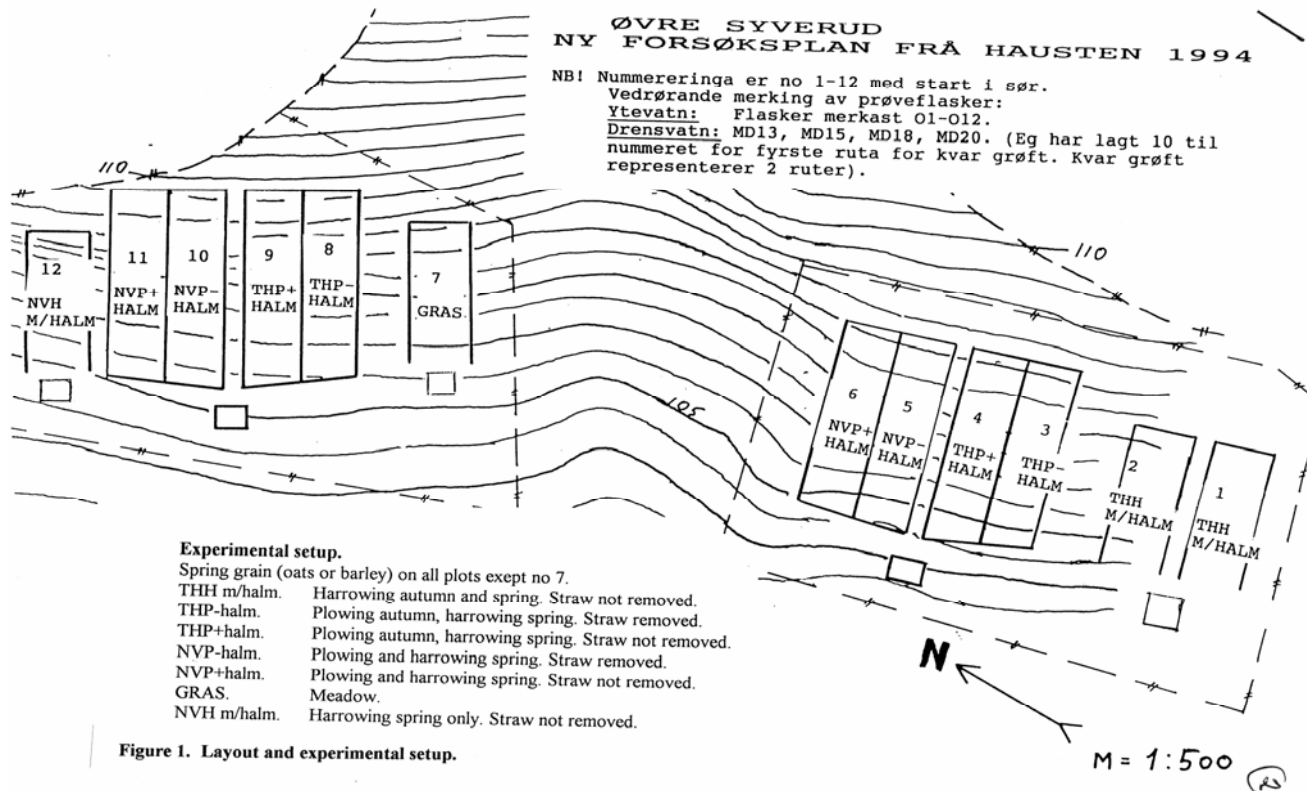 ØVRE SYVERUD
NY FORSØKSPLAN FRÅ HAUSTEN 1994
NB! Nummereringa er no 1-12 med start i sør.
Vedrørande merking av prøveflasker:
Ytevatn: Flasker merkast O1-O12.
Drensvatn: MD13, MD15, MD18, MD20. (Eg har lagt 10 til
nummeret for fyrste ruta for kvar grøft. Kvar grøft
representerer 2 ruter).
110
110
105
12
NVH
M/HALM
11
NVP+
HALM
10
NVP-
HALM
9
THP+
HALM
8
THP-
HALM
7
GRAS
6
NVP+
HALM
5
NVP-
HALM
4
THP+
HALM
3
THP-
HALM
2
THH
M/HALM
1
THH
M/HALM
Experimental setup.
Spring grain (oats or barley) on all plots exept no 7.
THH m/halm. Harrowing autumn and spring. Straw not removed.
THP-halm. Plowing autumn, harrowing spring. Straw removed.
THP+halm. Plowing autumn, harrowing spring. Straw not removed.
NVP-halm. Plowing and harrowing spring. Straw removed.
NVP+halm. Plowing and harrowing spring. Straw not removed.
GRAS. Meadow.
NVH m/halm. Harrowing spring only. Straw not removed.
Figure 1. Layout and experimental setup.
N
M = 1:500